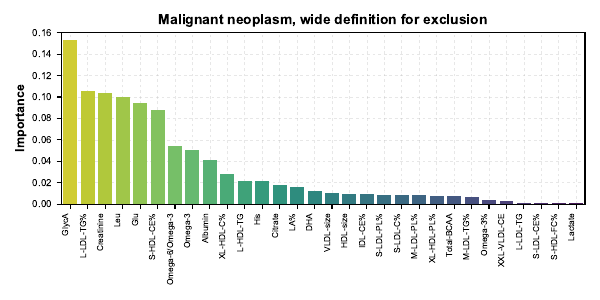 Malignant neoplasm, wide definition for exclusion
Importance
0.16
0.14
0.12
0.10
0.08
0.06
0.04
0.02
0.00
GlycA
L-LDL-TG%
Creatinine
Leu
Glu
S-HDL-CE%
Omega-6/Omega-3
Omega-3
Albumin
XL-HDL-C%
L-HDL-TG
His
Citrate
LA%
DHA
VLDL-size
HDL-size
IDL-CE%
S-LDL-PL%
S-LDL-C%
M-LDL-PL%
XL-HDL-PL%
Total-BCAA
M-LDL-TG%
Omega-3%
XXL-VLDL-CE
L-LDL-TG
S-LDL-CE%
S-HDL-FC%
Lactate